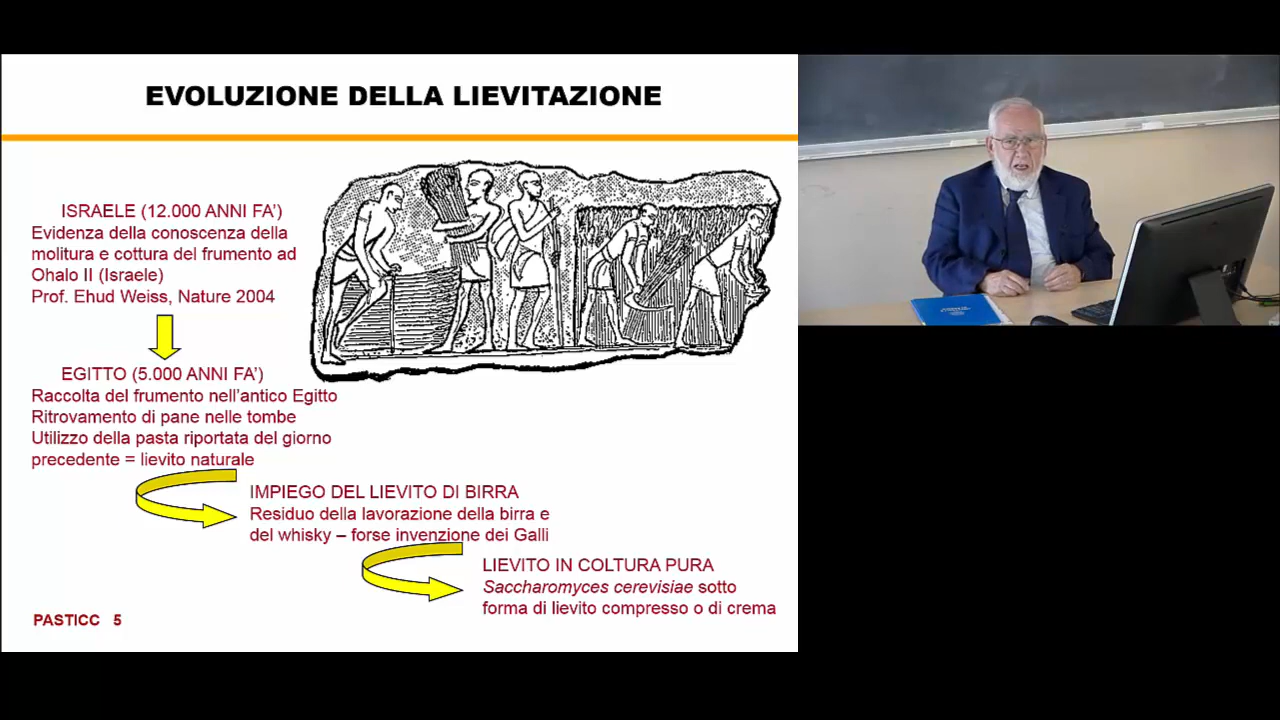 EVOLUZIONE DELLA LIEVITAZIONE
ISRAELE (12.000 ANNI FA')
Evidenza della conoscenza della
molitura e cottura del frumento ad
Ohalo II (Israele)
Prof. Ehud Weiss, Nature 2004
EGITTO (5.000 ANNI FA')
Raccolta del frumento nell'antico Egitto
Ritrovamento di pane nelle tombe
Utilizzo della pasta riportata del giorno
precedente = lievito naturale
IMPIEGO DEL LIEVITO DI BIRRA
Residuo della lavorazione della birra e
del whisky – forse invenzione dei Galli
LIEVITO IN COLTURA PURA
Saccharomyces cerevisiae sotto
forma di lievito compresso o di crema
PASTICC 5